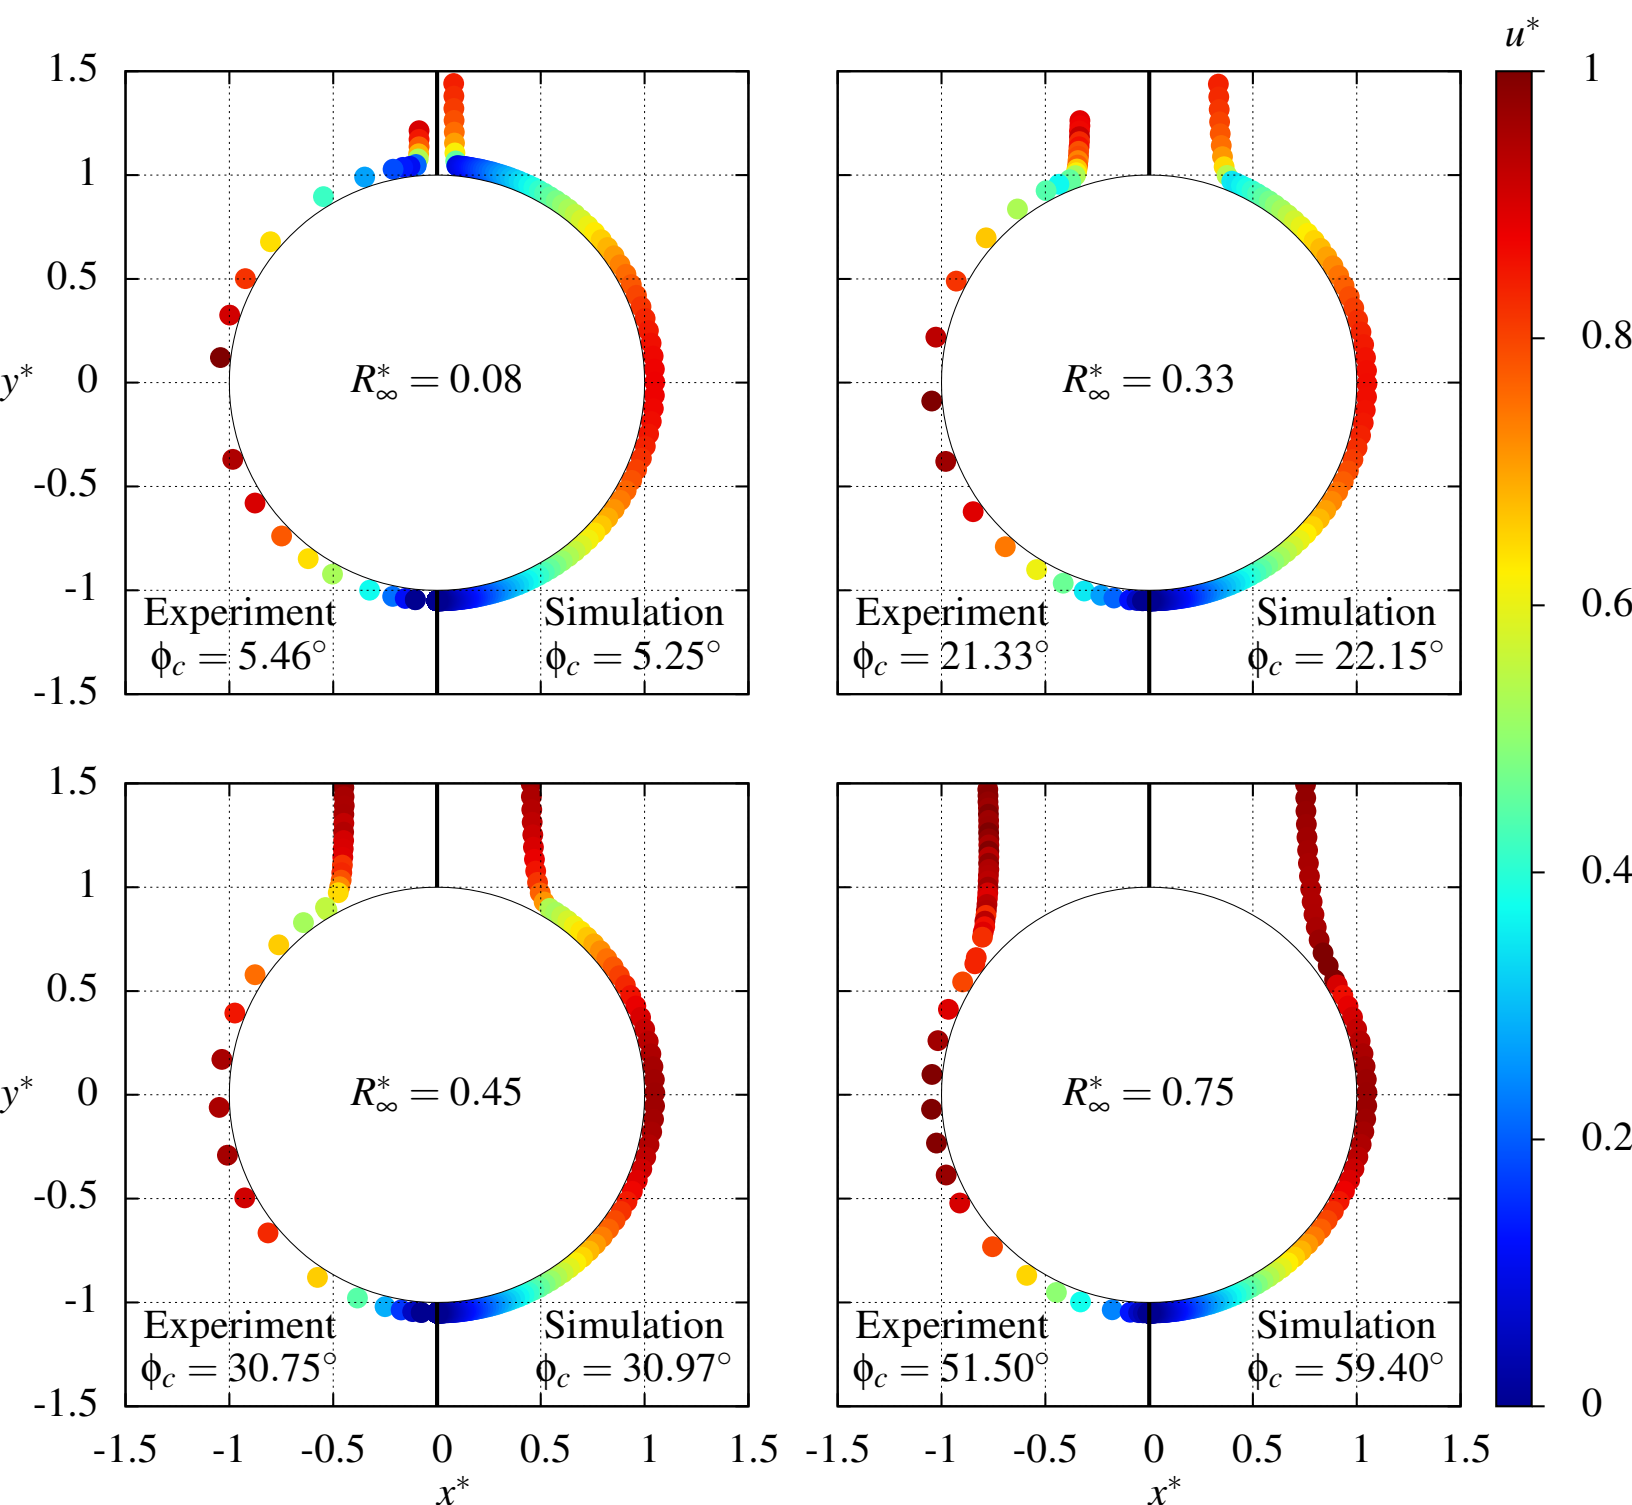 u*
1.5
1
0.5
y* 0
-0.5
-1
-1.5
R*∞ = 0.08
Experiment
ϕc = 5.46°
Simulation
ϕc = 5.25°
R*∞ = 0.33
Experiment
ϕc = 21.33°
Simulation
ϕc = 22.15°
1
0.8
0.6
0.4
0.2
0
1.5
1
0.5
y* 0
-0.5
-1
-1.5
R*∞ = 0.45
Experiment
ϕc = 30.75°
Simulation
ϕc = 30.97°
R*∞ = 0.75
Experiment
ϕc = 51.50°
Simulation
ϕc = 59.40°
-1.5 -1 -0.5 0 0.5 1 1.5
x*
-1.5 -1 -0.5 0 0.5 1 1.5
x*